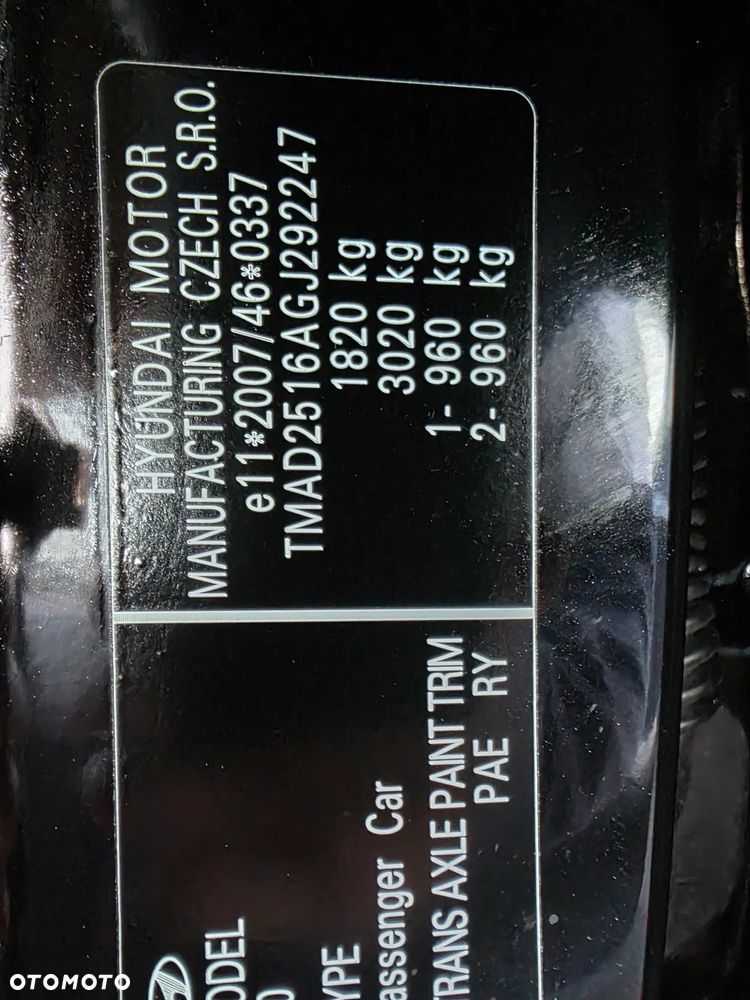 HYUNDAI MOTOR
MANUFACTURING CZECH S.R.O.
e11*2007/46*0337
TMAD2516AGJ292247
1820 kg
3020 kg
1- 960 kg
2- 960 kg
ODEL
0
YPE
assenger Car
TRANS AXLE PAINT TRIM
PAE RY
OTOMOTO